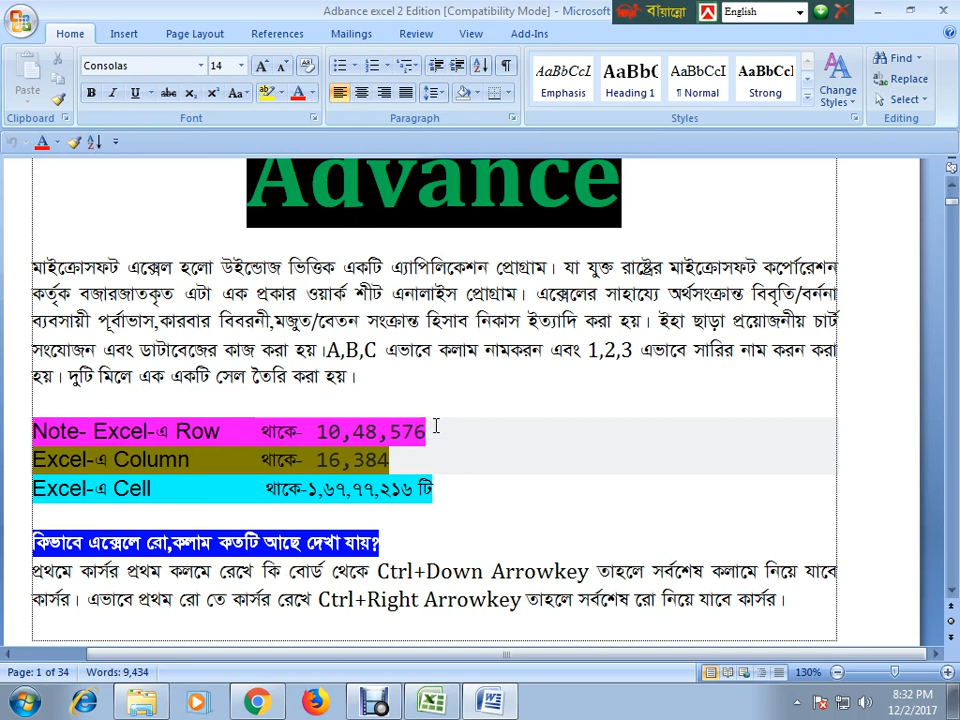 Advance excel 2 Edition [Compatibility Mode] - Microsoft
বায়ান্নো
English
Home Insert Page Layout References Mailings Review View Add-Ins
Consolas 14
AaBbCcI AaBbC AaBbCcI AaBbCc
Find
Replace
Select
Paste
Emphasis Heading 1 ¶ Normal Strong
Change Styles
Clipboard Font Paragraph Styles Editing
Advance
মাইক্রোসফট এক্সেল হলো উইন্ডোজ ভিত্তিক একটি এ্যাপিলিকেশন প্রোগ্রাম। যা যুক্ত রাষ্ট্রের মাইক্রোসফট কর্পোরেশন
কর্তৃক বজারজাতকৃত এটা এক প্রকার ওয়ার্ক শীট এনালাইস প্রোগ্রাম। এক্সেলের সাহায্যে অর্থসংক্রান্ত বিবৃতি/বর্ননা
ব্যবসায়ী পূর্বাভাস,কারবার বিবরনী,মজুত/বেতন সংক্রান্ত হিসাব নিকাস ইত্যাদি করা হয়। ইহা ছাড়া প্রয়োজনীয় চার্ট
সংযোজন এবং ডাটাবেজের কাজ করা হয়।A,B,C এভাবে কলাম নামকরন এবং 1,2,3 এভাবে সারির নাম করন করা
হয়। দুটি মিলে এক একটি সেল তৈরি করা হয়।
Note- Excel-এ Row থাকে- 10,48,576
Excel-এ Column থাকে- 16,384
Excel-এ Cell থাকে-১,৬৭,৭৭,২১৬ টি
কিভাবে এক্সেলে রো,কলাম কতটি আছে দেখা যায়?
প্রথমে কার্সর প্রথম কলমে রেখে কি বোর্ড থেকে Ctrl+Down Arrowkey তাহলে সর্বশেষ কলামে নিয়ে যাবে
কার্সর। এভাবে প্রথম রো তে কার্সর রেখে Ctrl+Right Arrowkey তাহলে সর্বশেষ রো নিয়ে যাবে কার্সর।
Page: 1 of 34 Words: 9,434 130%
8:32 PM
12/2/2017